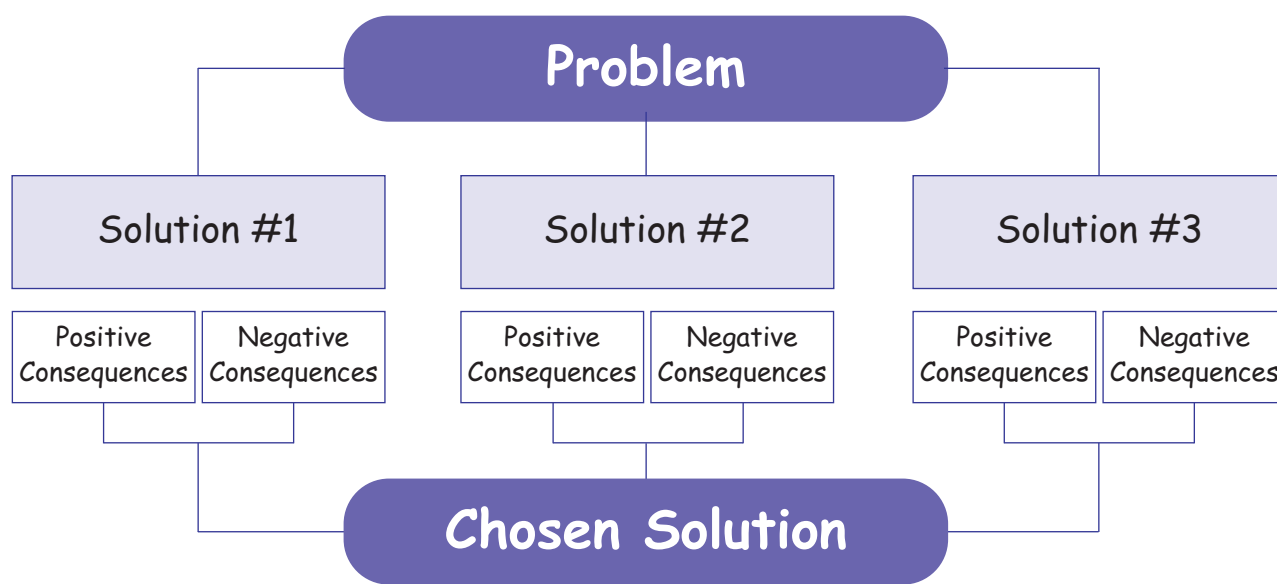 Problem
Solution #1
Solution #2
Solution #3
Positive
Consequences
Negative
Consequences
Positive
Consequences
Negative
Consequences
Positive
Consequences
Negative
Consequences
Chosen Solution